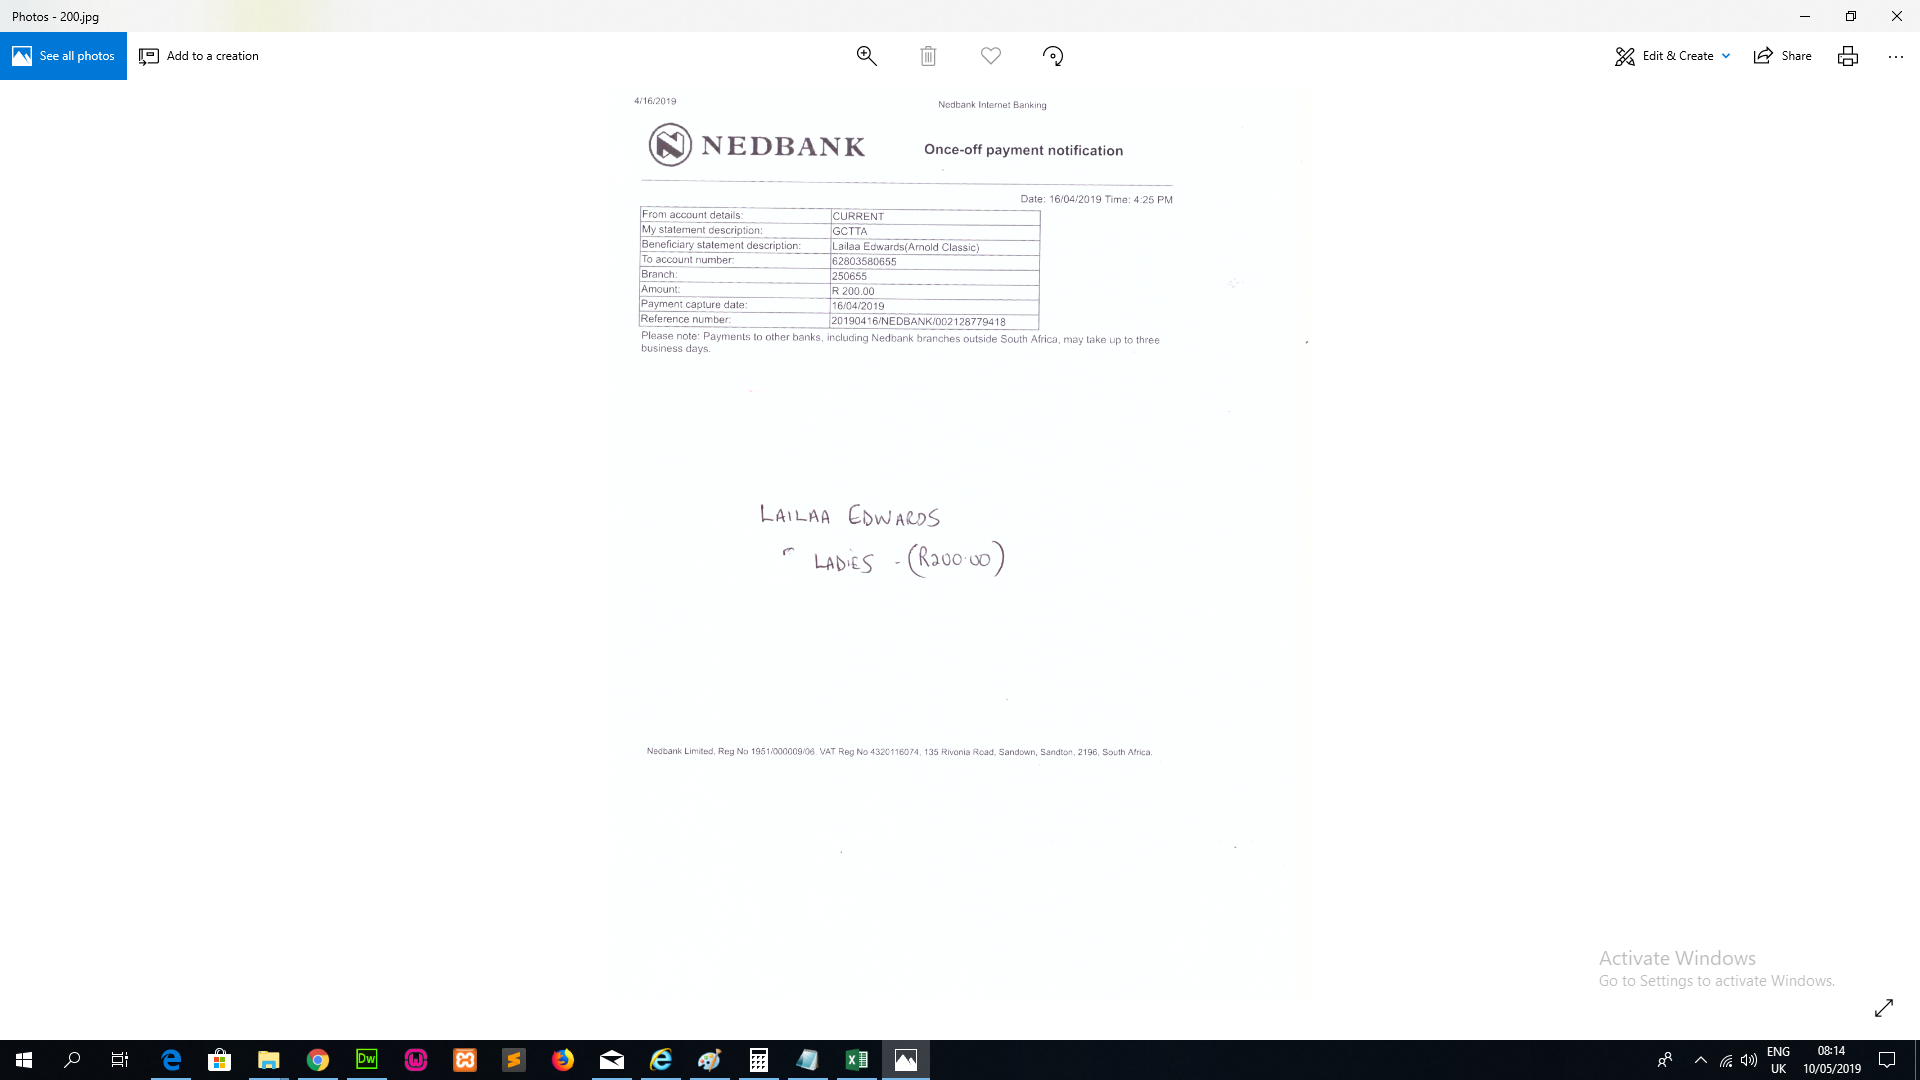 Photos - 200.jpg
See all photos
Add to a creation
Edit & Create
Share
4/16/2019
Nedbank Internet Banking
NEDBANK
Once-off payment notification
Date: 16/04/2019 Time: 4:25 PM
From account details: CURRENT
My statement description: GCTTA
Beneficiary statement description: Lailaa Edwards(Arnold Classic)
To account number: 62803580655
Branch: 250655
Amount: R 200.00
Payment capture date: 16/04/2019
Reference number: 20190416/NEDBANK/002128779418
Please note: Payments to other banks, including Nedbank branches outside South Africa, may take up to three
business days.
LAILAA EDWARDS
" LADIES - (R200.00)
Nedbank Limited, Reg No 1951/000009/06. VAT Reg No 4320116074, 135 Rivonia Road, Sandown, Sandton, 2196, South Africa.
Activate Windows
Go to Settings to activate Windows.
Dw
ENG
UK
08:14
10/05/2019